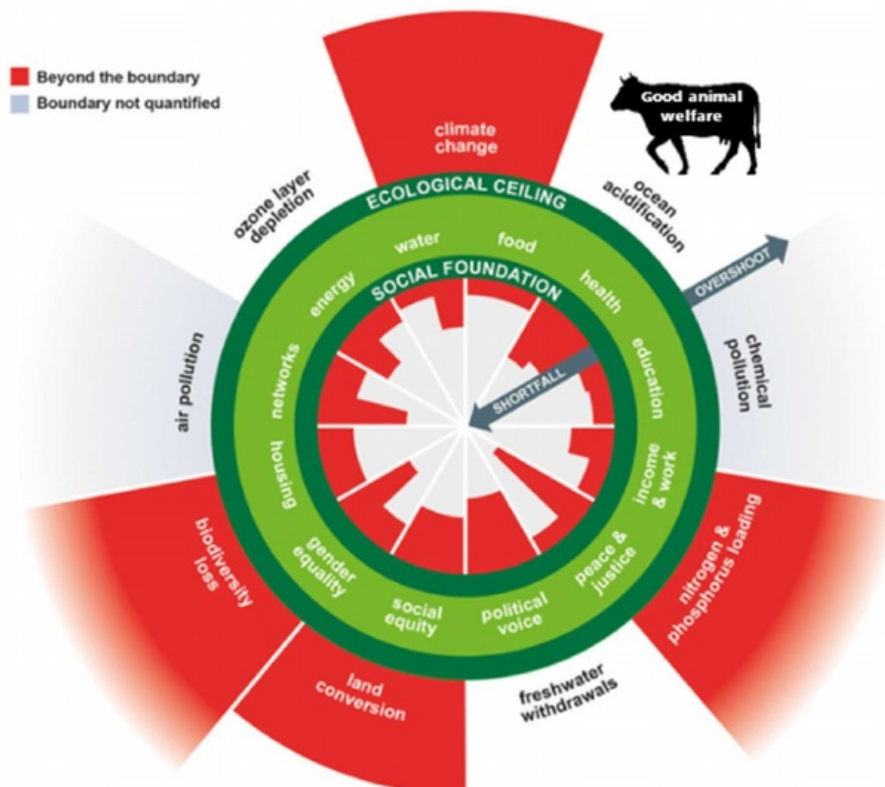 Beyond the boundary
Boundary not quantified
climate
change
Good animal
welfare
ozone layer
depletion
ECOLOGICAL CEILING
ocean
acidification
water
food
energy
SOCIAL FOUNDATION
health
OVERSHOOT
air pollution
networks
SHORTFALL
education
chemical
pollution
housing
income
& work
biodiversity
loss
gender
equality
social
equity
political
voice
peace &
justice
nitrogen &
phosphorus loading
land
conversion
freshwater
withdrawals